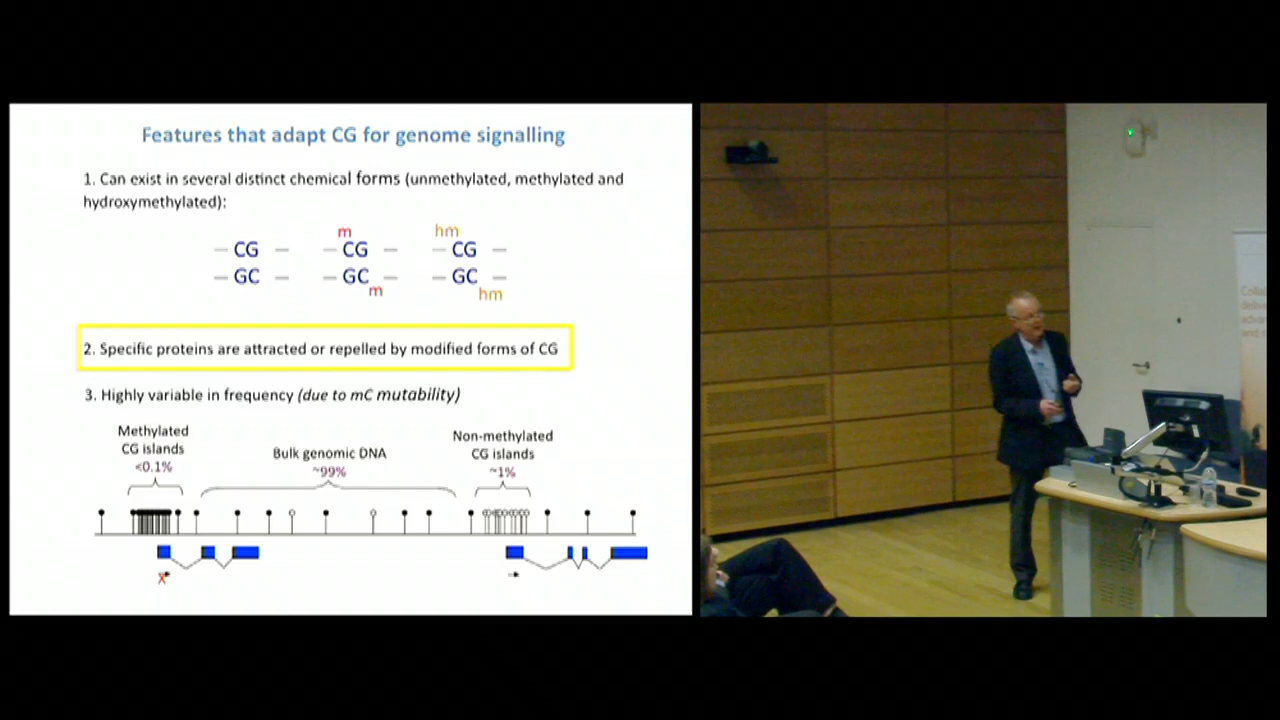 Features that adapt CG for genome signalling
1. Can exist in several distinct chemical forms (unmethylated, methylated and
hydroxymethylated):
m hm
CG CG CG
GC GC GC
m hm
2. Specific proteins are attracted or repelled by modified forms of CG
3. Highly variable in frequency (due to mC mutability)
Methylated
CG islands
<0.1%
Bulk genomic DNA
~99%
Non-methylated
CG islands
~1%
X